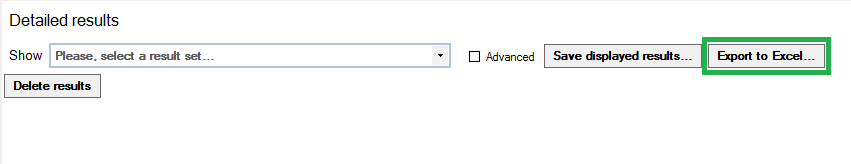 Detailed results
Show Please, select a result set... Advanced Save displayed results... Export to Excel...
Delete results